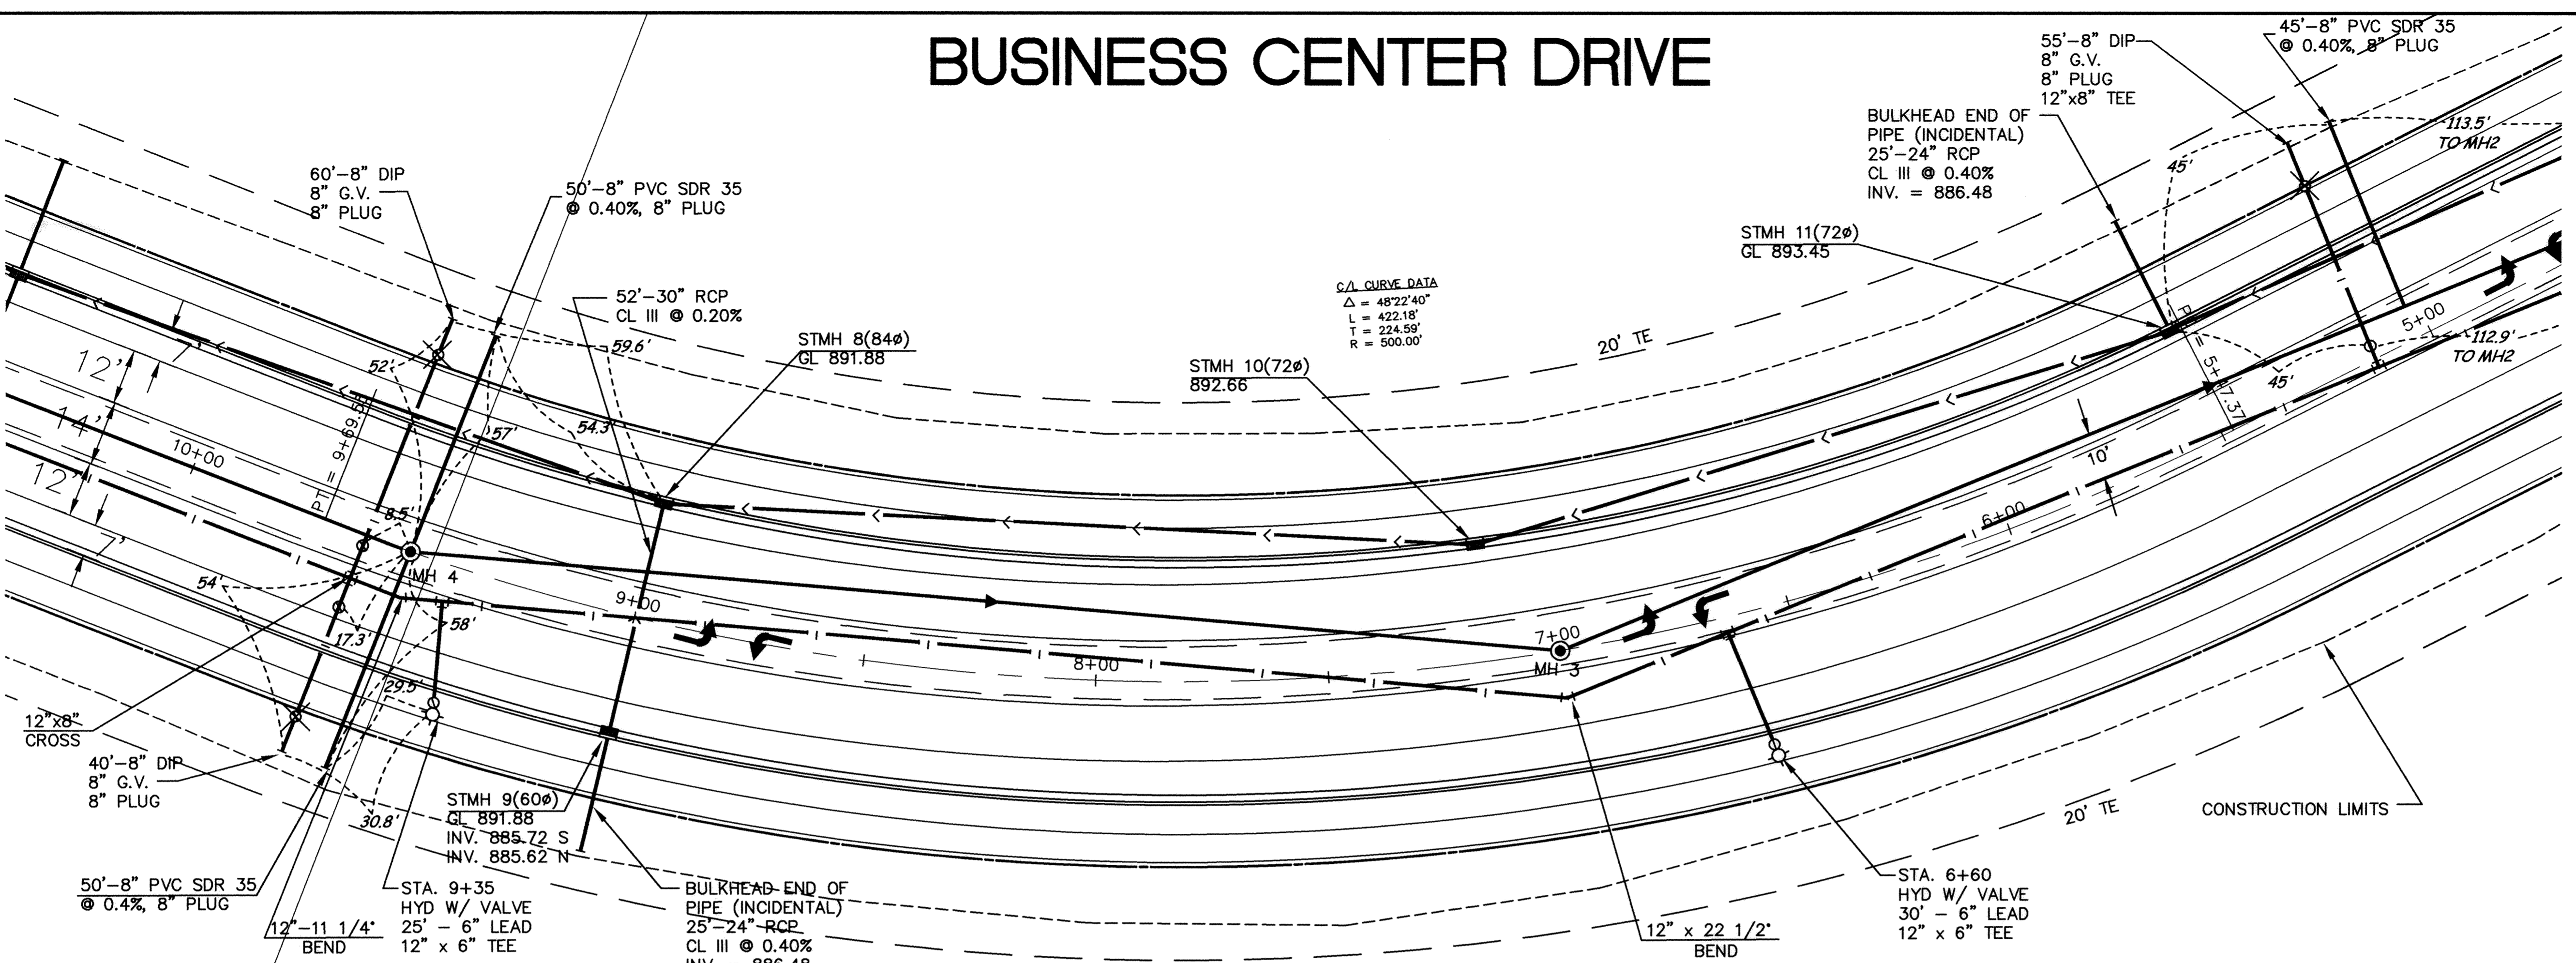 BUSINESS CENTER DRIVE
45'-8" PVC SDR 35
@ 0.40%, 8" PLUG
55'-8" DIP
8" G.V.
8" PLUG
12"x8" TEE
BULKHEAD END OF
PIPE (INCIDENTAL)
25'-24" RCP
CL III @ 0.40%
INV. = 886.48
113.5'
TO MH2
45'
60'-8" DIP
8" G.V.
8" PLUG
50'-8" PVC SDR 35
@ 0.40%, 8" PLUG
STMH 11(72ø)
GL 893.45
52'-30" RCP
CL III @ 0.20%
C/L CURVE DATA
Δ = 48°22'40"
L = 422.18'
T = 224.59'
R = 500.00'
STMH 8(84ø)
GL 891.88
20' TE
59.6'
52'
STMH 10(72ø)
892.66
5+00
112.9'
TO MH2
45'
= 5+47.37
12'
7'
14'
12'
7'
57'
54.3'
10+00
PT = 9+69.5
8.5'
10'
6+00
MH 4
54'
9+00
58'
17.3'
7+00
MH 3
8+00
29.5'
12"x8"
CROSS
40'-8" DIP
8" G.V.
8" PLUG
30.8'
STMH 9(60ø)
GL 891.88
INV. 885.72 S
INV. 885.62 N
20' TE
CONSTRUCTION LIMITS
50'-8" PVC SDR 35
@ 0.4%, 8" PLUG
12"-11 1/4°
BEND
STA. 9+35
HYD W/ VALVE
25' - 6" LEAD
12" x 6" TEE
BULKHEAD END OF
PIPE (INCIDENTAL)
25'-24" RCP
CL III @ 0.40%
INV. = 886.48
12" x 22 1/2°
BEND
STA. 6+60
HYD W/ VALVE
30' - 6" LEAD
12" x 6" TEE